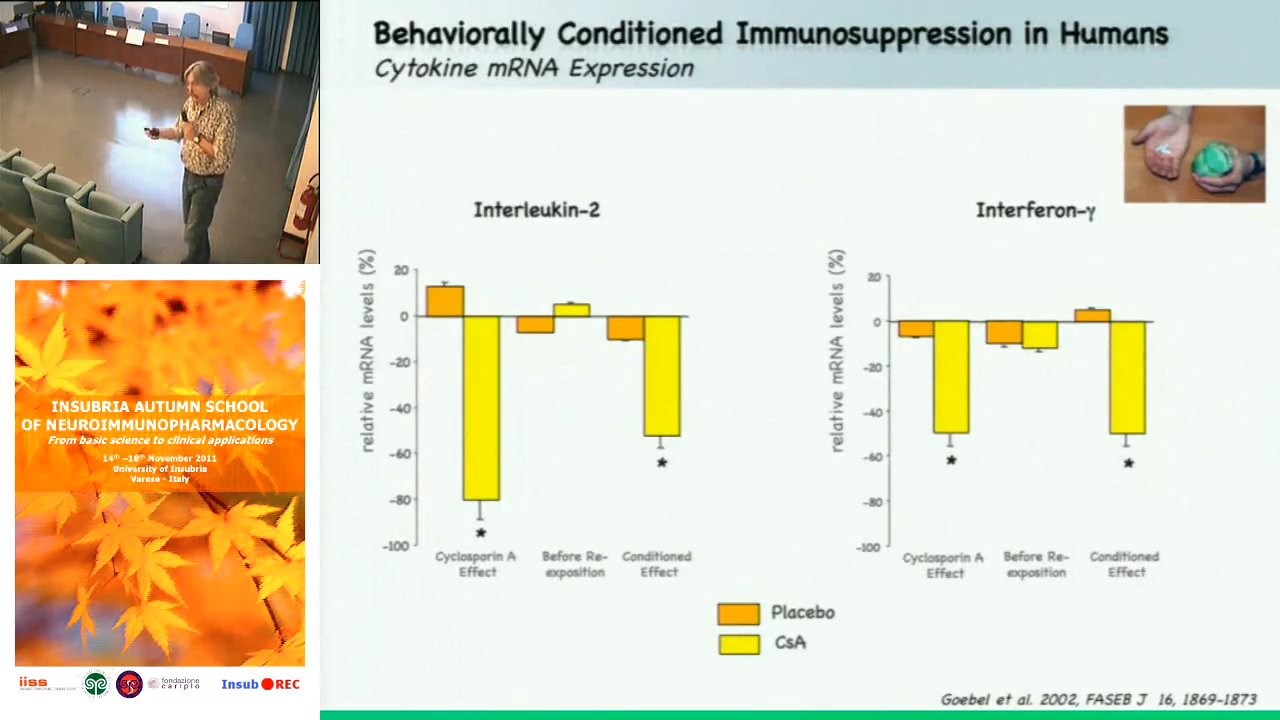 Behaviorally Conditioned Immunosuppression in Humans
Cytokine mRNA Expression
Interleukin-2
relative mRNA levels (%)
20
0
-20
-40
-60
-80
-100
*
*
Cyclosporin A Effect
Before Re-exposition
Conditioned Effect
Interferon-γ
relative mRNA levels (%)
20
0
-20
-40
-60
-80
-100
*
*
Cyclosporin A Effect
Before Re-exposition
Conditioned Effect
Placebo
CsA
Goebel et al. 2002, FASEB J 16, 1869-1873
INSUBRIA AUTUMN SCHOOL
OF NEUROIMMUNOPHARMACOLOGY
From basic science to clinical applications
14th –18th November 2011
University of Insubria
Varese - Italy
iiss
fondazione
cariplo
Insub REC